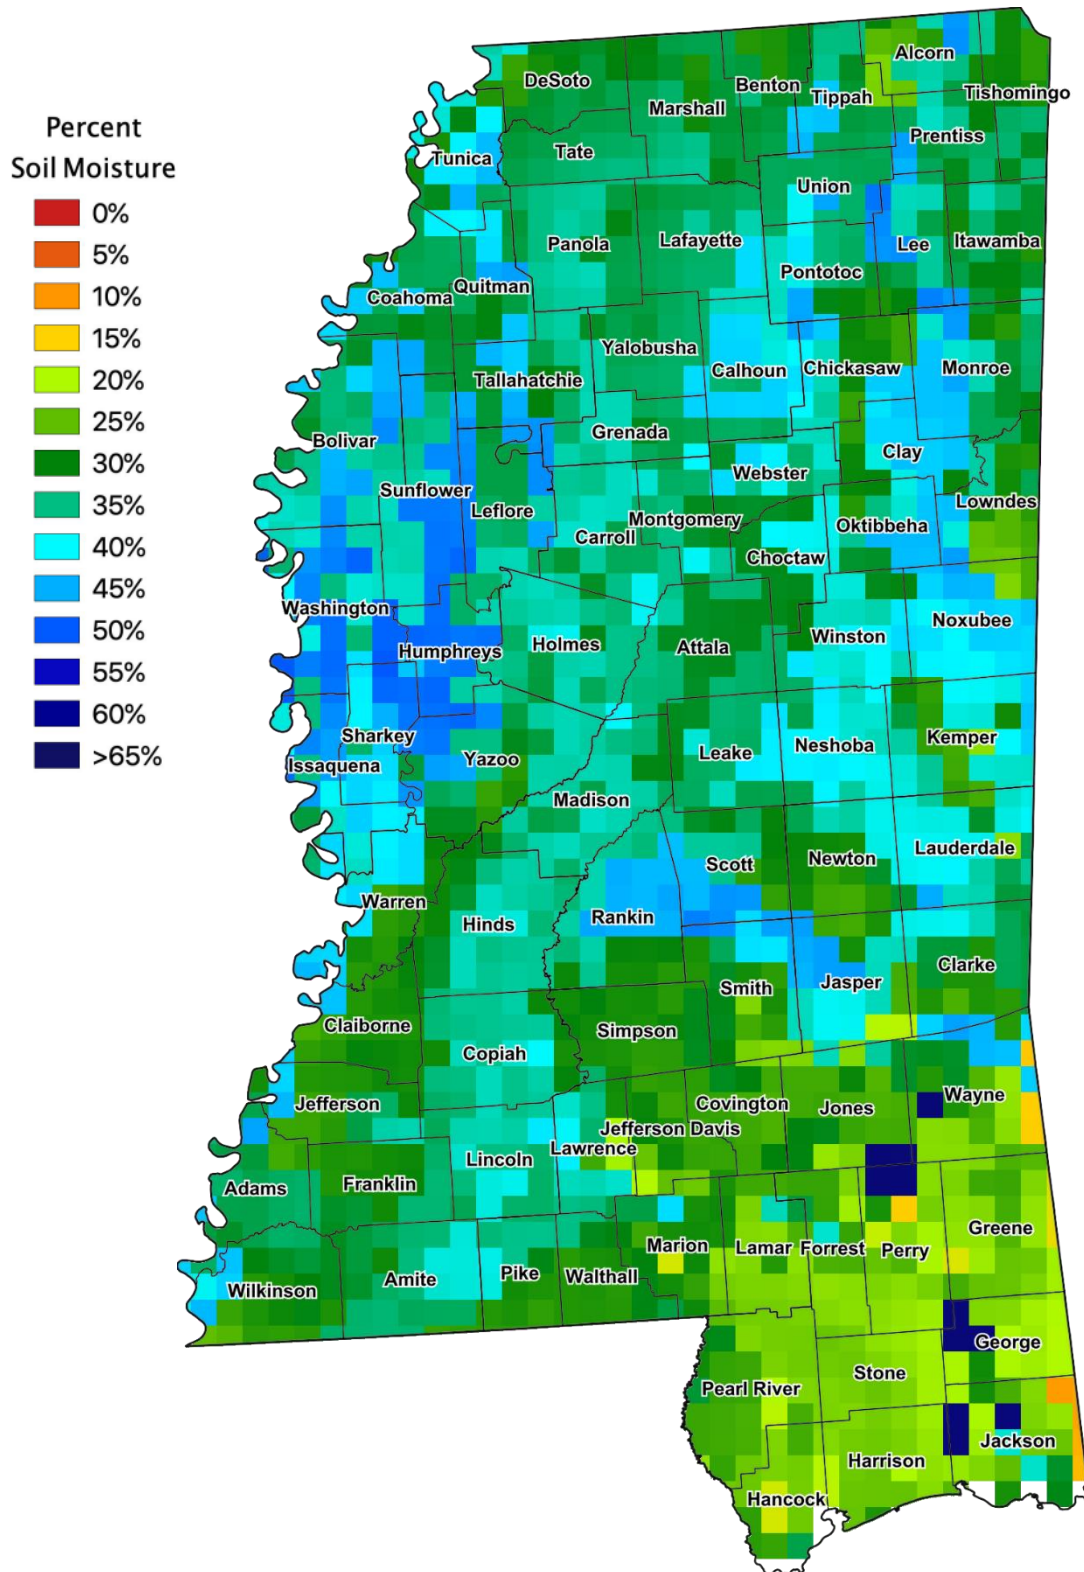 Percent
Soil Moisture
0%
5%
10%
15%
20%
25%
30%
35%
40%
45%
50%
55%
60%
>65%
Alcorn
DeSoto
Benton
Tippah
Tishomingo
Marshall
Prentiss
Tunica
Tate
Union
Panola
Lafayette
Lee
Itawamba
Pontotoc
Quitman
Coahoma
Yalobusha
Calhoun
Chickasaw
Monroe
Tallahatchie
Grenada
Bolivar
Clay
Webster
Sunflower
Leflore
Lowndes
Montgomery
Oktibbeha
Carroll
Choctaw
Washington
Noxubee
Winston
Holmes
Attala
Humphreys
Sharkey
Kemper
Neshoba
Leake
Yazoo
Issaquena
Madison
Lauderdale
Newton
Scott
Warren
Rankin
Hinds
Clarke
Jasper
Smith
Claiborne
Simpson
Copiah
Wayne
Jefferson
Covington
Jones
Jefferson Davis
Lawrence
Lincoln
Franklin
Adams
Greene
Marion
Lamar
Forrest
Perry
Pike
Walthall
Amite
Wilkinson
George
Stone
Pearl River
Jackson
Harrison
Hancock